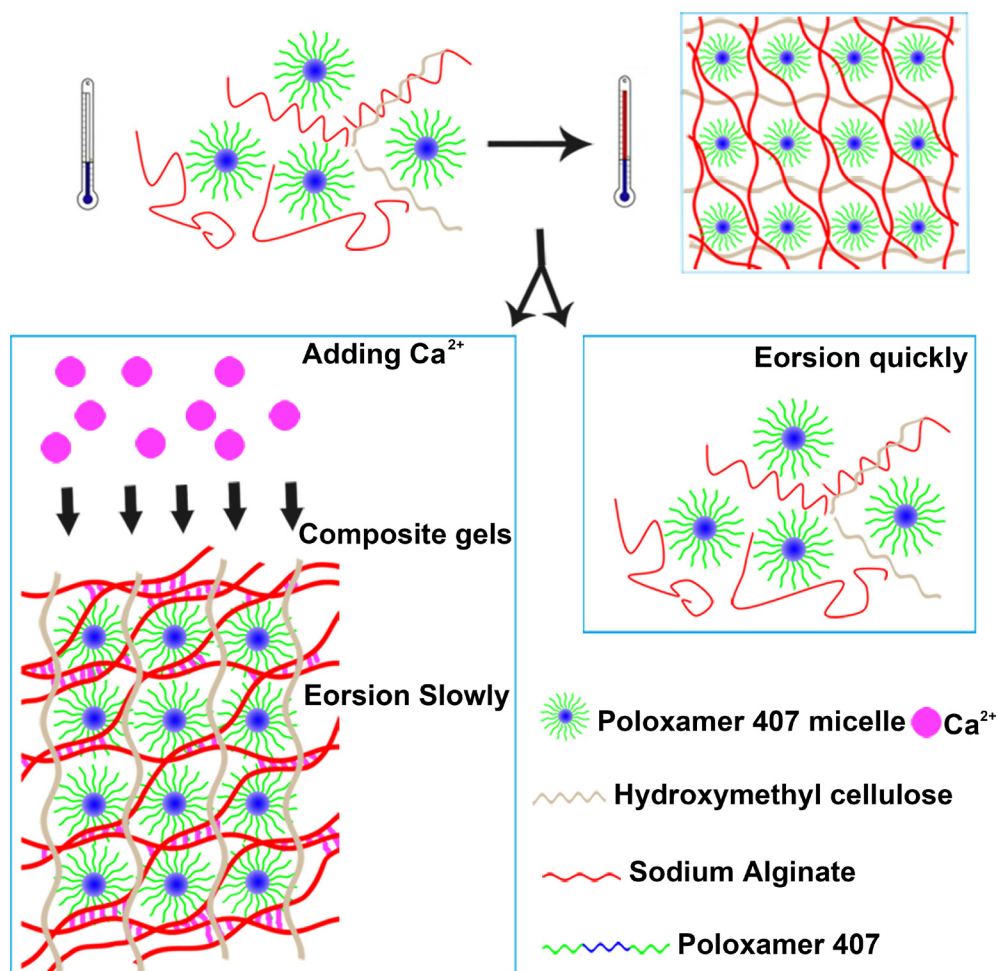 Adding Ca²⁺
Eorsion quickly
Composite gels
Eorsion Slowly
Poloxamer 407 micelle
Ca²⁺
Hydroxymethyl cellulose
Sodium Alginate
Poloxamer 407